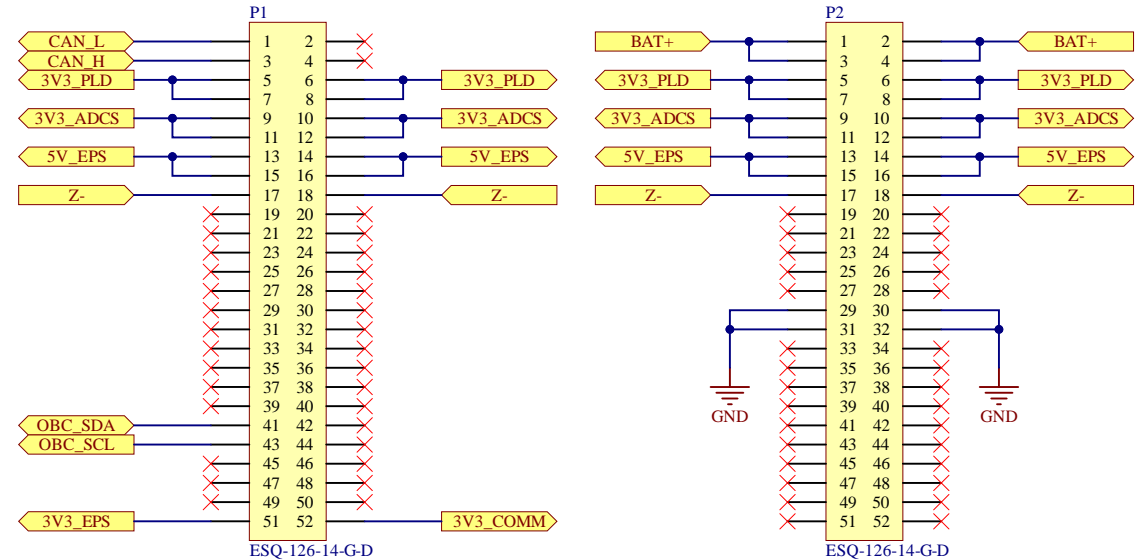 P1 P2
CAN_L 1 2 BAT+ 1 2 BAT+
CAN_H 3 4 3 4
3V3_PLD 5 6 3V3_PLD 3V3_PLD 5 6 3V3_PLD
7 8 7 8
3V3_ADCS 9 10 3V3_ADCS 3V3_ADCS 9 10 3V3_ADCS
11 12 11 12
5V_EPS 13 14 5V_EPS 5V_EPS 13 14 5V_EPS
15 16 15 16
Z- 17 18 Z- Z- 17 18 Z-
19 20 19 20
21 22 21 22
23 24 23 24
25 26 25 26
27 28 27 28
29 30 29 30
31 32 31 32
33 34 33 34
35 36 35 36
37 38 37 38
39 40 39 40
GND GND
OBC_SDA 41 42 41 42
OBC_SCL 43 44 43 44
45 46 45 46
47 48 47 48
49 50 49 50
3V3_EPS 51 52 3V3_COMM 51 52
ESQ-126-14-G-D ESQ-126-14-G-D